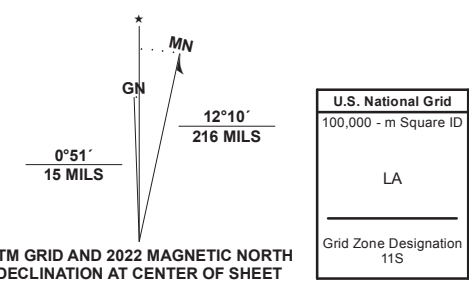 ★
MN
GN
12°10´
216 MILS
0°51´
15 MILS
TM GRID AND 2022 MAGNETIC NORTH
DECLINATION AT CENTER OF SHEET
U.S. National Grid
100,000 - m Square ID
LA
Grid Zone Designation
11S